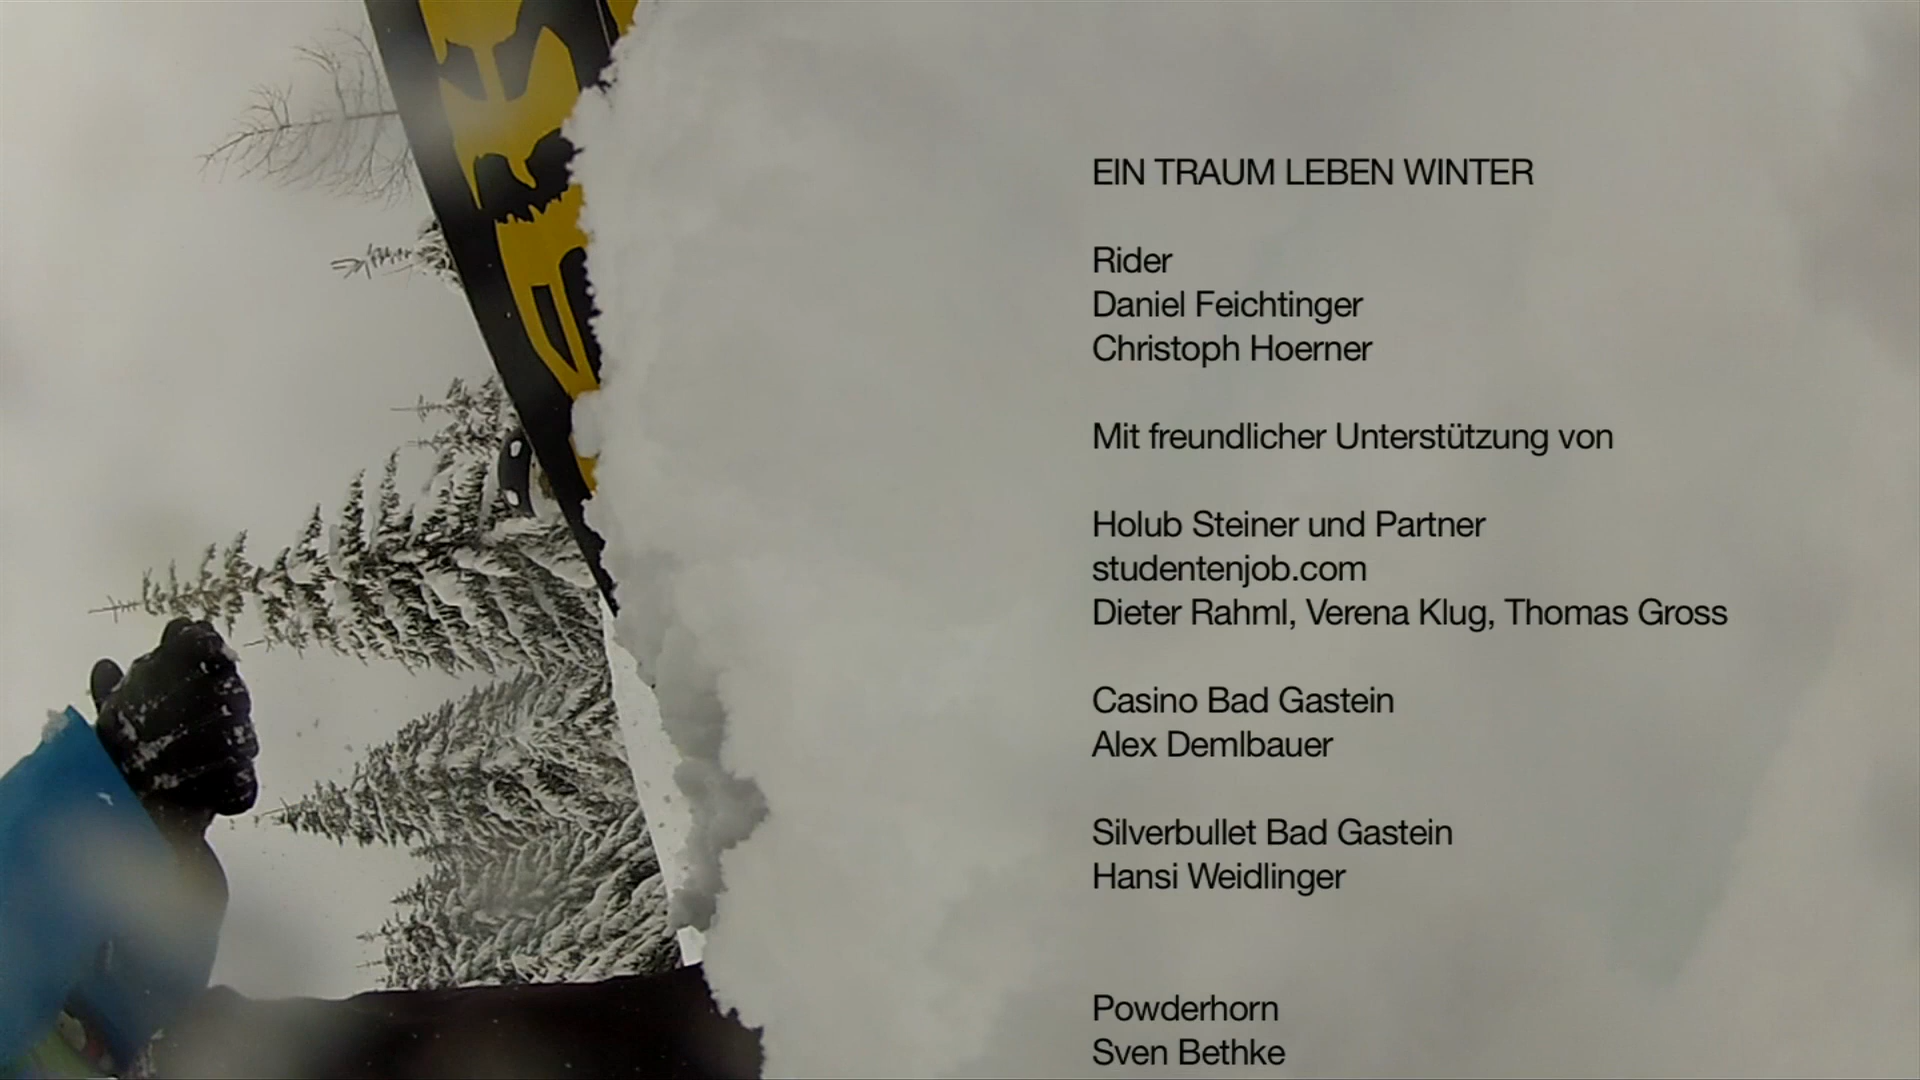 EIN TRAUM LEBEN WINTER
Rider
Daniel Feichtinger
Christoph Hoerner
Mit freundlicher Unterstützung von
Holub Steiner und Partner
studentenjob.com
Dieter Rahml, Verena Klug, Thomas Gross
Casino Bad Gastein
Alex Demlbauer
Silverbullet Bad Gastein
Hansi Weidlinger
Powderhorn
Sven Bethke